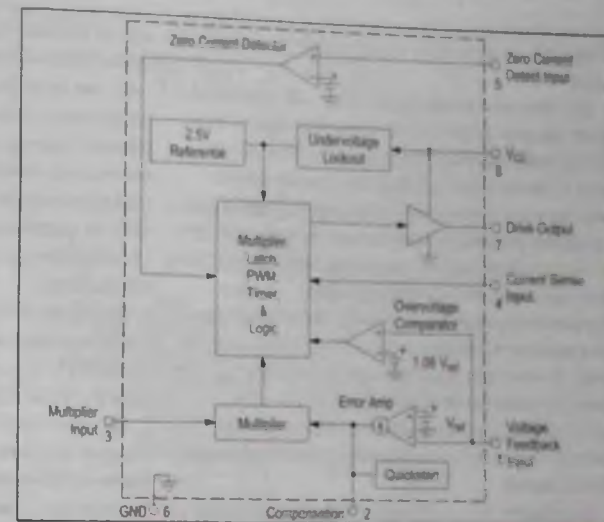 Zero Current Detector
Zero Current
Detect Input
5
2.5V
Reference
Undervoltage
Lockout
VCC
8
Multiplier
Latch,
PWM,
Timer
&
Logic
Drive Output
7
Current Sense
Input
4
Overvoltage
Comparator
+
1.08 Vref
Error Amp
+
Vref
Multiplier
Input 3
Multiplier
Voltage
Feedback
1 Input
Quickstart
GND 6
Compensation 2